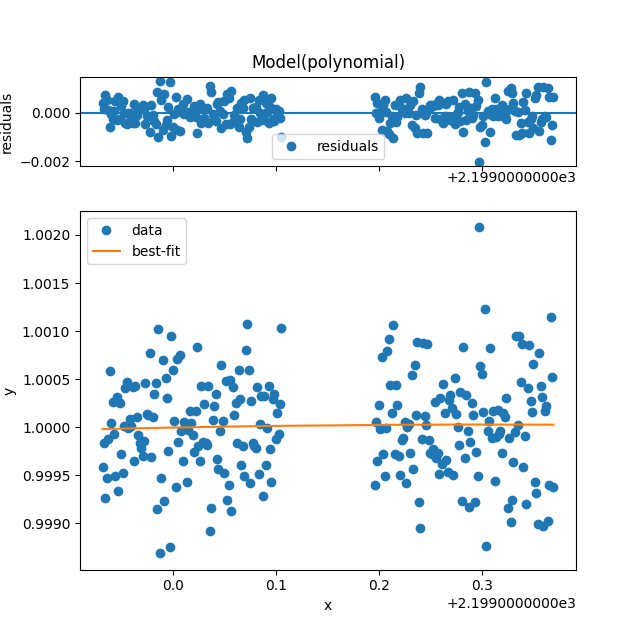 Model(polynomial)
residuals
0.000
−0.002
residuals
+2.1990000000e3
y
1.0020
1.0015
1.0010
1.0005
1.0000
0.9995
0.9990
data
best-fit
0.0
0.1
0.2
0.3
x
+2.1990000000e3